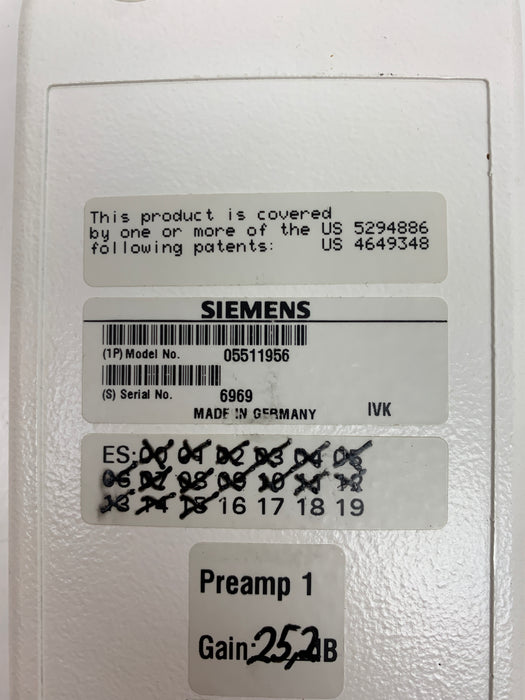 This product is covered
by one or more of the US 5294886
following patents: US 4649348
SIEMENS
(1P) Model No. 05511956
(S) Serial No. 6969
MADE IN GERMANY IVK
ES:00 01 02 03 04 05
06 07 08 09 10 11 12
13 14 15 16 17 18 19
Preamp 1
Gain:25,2dB